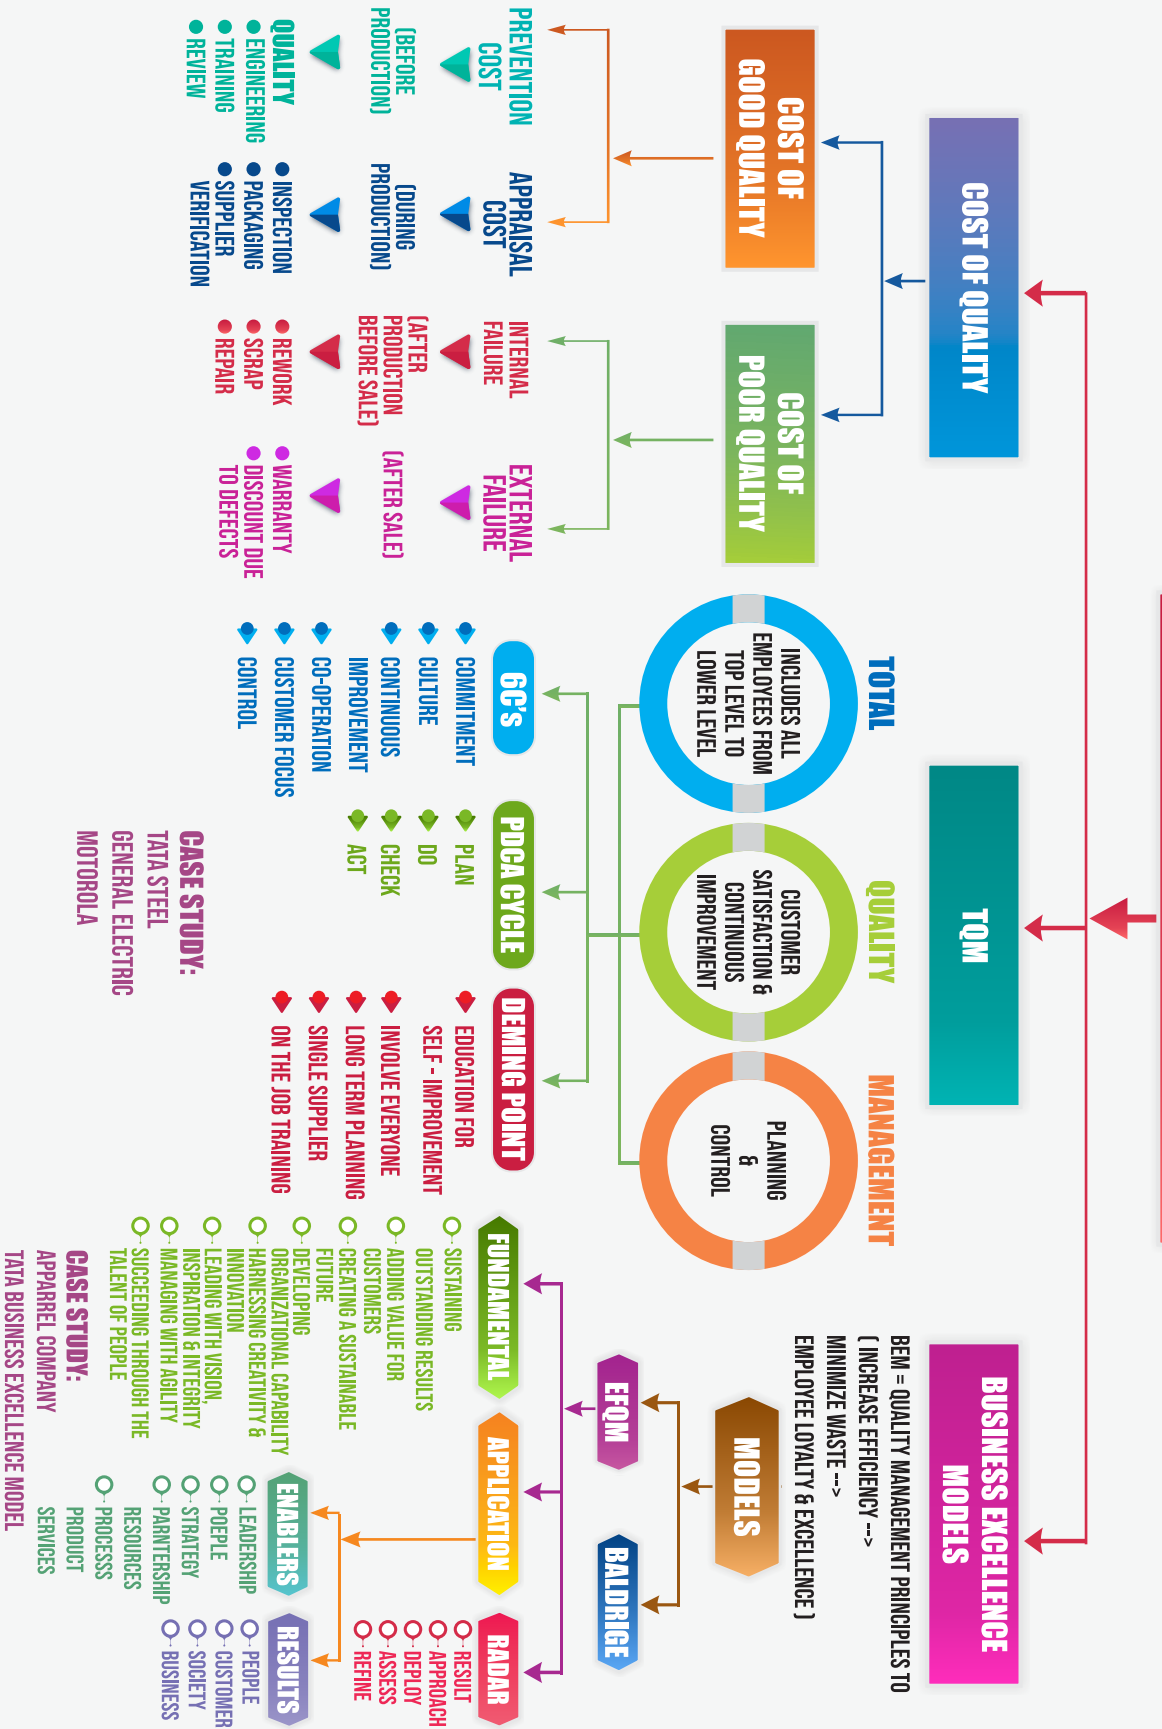 COST OF QUALITY
COST OF
GOOD QUALITY
COST OF
POOR QUALITY
PREVENTION
COST
(BEFORE
PRODUCTION)
QUALITY
ENGINEERING
TRAINING
REVIEW
APPRAISAL
COST
(DURING
PRODUCTION)
INSPECTION
PACKAGING
SUPPLIER
VERIFICATION
INTERNAL
FAILURE
(AFTER
PRODUCTION
BEFORE SALE)
REWORK
SCRAP
REPAIR
EXTERNAL
FAILURE
(AFTER SALE)
WARRANTY
DISCOUNT DUE
TO DEFECTS
TQM
TOTAL
INCLUDES ALL
EMPLOYEES FROM
TOP LEVEL TO
LOWER LEVEL
QUALITY
CUSTOMER
SATISFACTION &
CONTINUOUS
IMPROVEMENT
MANAGEMENT
PLANNING
&
CONTROL
6C's
COMMITMENT
CULTURE
CONTINUOUS
IMPROVEMENT
CO-OPERATION
CUSTOMER FOCUS
CONTROL
PDCA CYCLE
PLAN
DO
CHECK
ACT
DEMING POINT
EDUCATION FOR
SELF - IMPROVEMENT
INVOLVE EVERYONE
LONG TERM PLANNING
SINGLE SUPPLIER
ON THE JOB TRAINING
CASE STUDY:
TATA STEEL
GENERAL ELECTRIC
MOTOROLA
BUSINESS EXCELLENCE
MODELS
BEM = QUALITY MANAGEMENT PRINCIPLES TO
( INCREASE EFFICIENCY -->
MINIMIZE WASTE -->
EMPLOYEE LOYALTY & EXCELLENCE )
MODELS
EFQM
BALDRIGE
FUNDAMENTAL
SUSTAINING
OUTSTANDING RESULTS
ADDING VALUE FOR
CUSTOMERS
CREATING A SUSTAINABLE
FUTURE
DEVELOPING
ORGANIZATIONAL CAPABILITY
HARNESSING CREATIVITY &
INNOVATION
LEADING WITH VISION,
INSPIRATION & INTEGRITY
MANAGING WITH AGILITY
SUCCEEDING THROUGH THE
TALENT OF PEOPLE
APPLICATION
ENABLERS
LEADERSHIP
POEPLE
STRATEGY
PARNTERSHIP
RESOURCES
PROCESSS
PRODUCT
SERVICES
RESULTS
PEOPLE
CUSTOMER
SOCIETY
BUSINESS
RADAR
RESULT
APPROACH
DEPLOY
ASSESS
REFINE
CASE STUDY:
APPARREL COMPANY
TATA BUSINESS EXCELLENCE MODEL